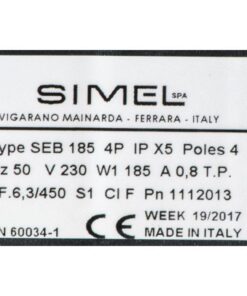 SIMEL SPA
VIGARANO MAINARDA - FERRARA - ITALY
ype SEB 185 4P IP X5 Poles 4
z 50 V 230 W1 185 A 0,8 T.P.
F.6,3/450 S1 Cl F Pn 1112013
WEEK 19/2017
N 60034-1 CE MADE IN ITALY